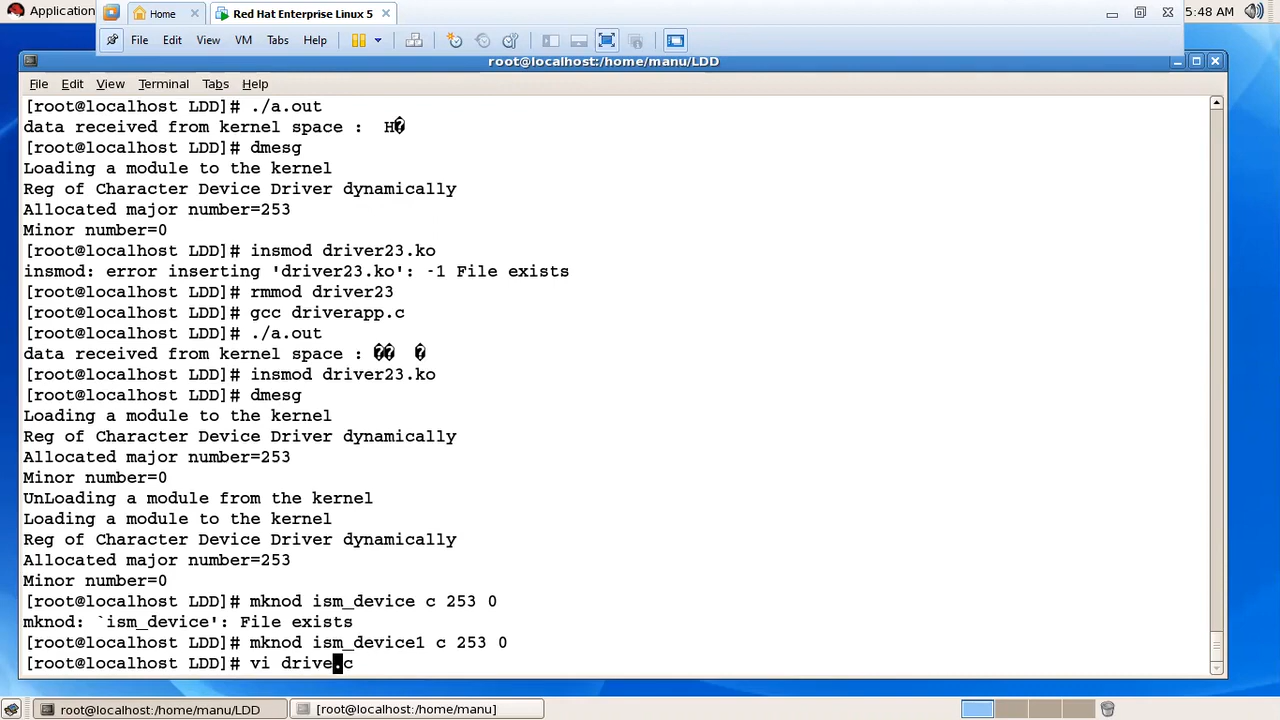 Application
Home
Red Hat Enterprise Linux 5
5:48 AM
File Edit View VM Tabs Help
root@localhost:/home/manu/LDD
File Edit View Terminal Tabs Help
[root@localhost LDD]# ./a.out
data received from kernel space :  H�
[root@localhost LDD]# dmesg
Loading a module to the kernel
Reg of Character Device Driver dynamically
Allocated major number=253
Minor number=0
[root@localhost LDD]# insmod driver23.ko
insmod: error inserting 'driver23.ko': -1 File exists
[root@localhost LDD]# rmmod driver23
[root@localhost LDD]# gcc driverapp.c
[root@localhost LDD]# ./a.out
data received from kernel space : ��  �
[root@localhost LDD]# insmod driver23.ko
[root@localhost LDD]# dmesg
Loading a module to the kernel
Reg of Character Device Driver dynamically
Allocated major number=253
Minor number=0
UnLoading a module from the kernel
Loading a module to the kernel
Reg of Character Device Driver dynamically
Allocated major number=253
Minor number=0
[root@localhost LDD]# mknod ism_device c 253 0
mknod: `ism_device': File exists
[root@localhost LDD]# mknod ism_device1 c 253 0
[root@localhost LDD]# vi drive.c
root@localhost:/home/manu/LDD
[root@localhost:/home/manu]